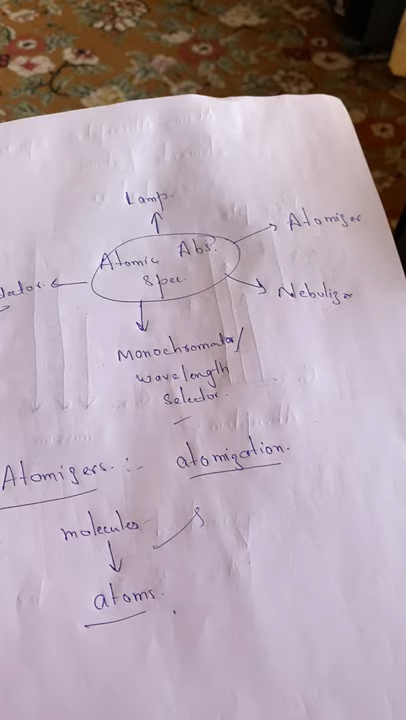 Lamp
Atomizer
Atomic Abs.
Spec.
Nebulizer
Monochromator/
wavelength
selector.
Atomizers. :- atomization.
molecules
atoms.